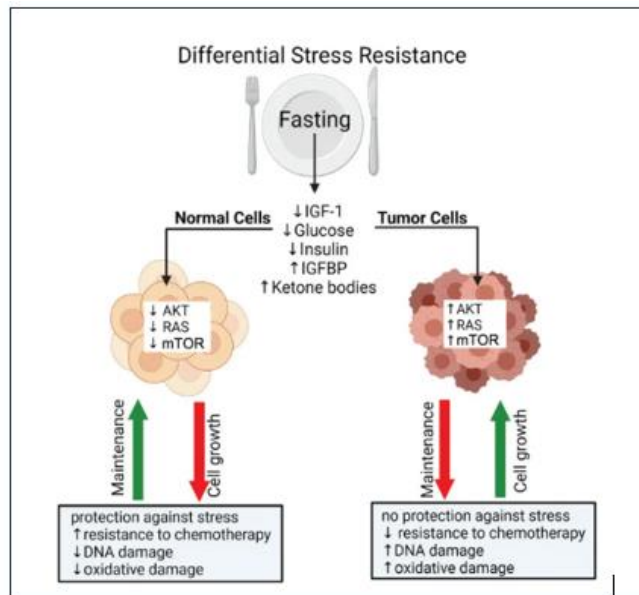 Differential Stress Resistance
Fasting
Normal Cells
↓IGF-1
↓Glucose
↓Insulin
↑IGFBP
↑Ketone bodies
Tumor Cells
↓ AKT
↓ RAS
↓ mTOR
↑AKT
↑RAS
↑mTOR
Maintenance
Cell growth
Maintenance
Cell growth
protection against stress
↑resistance to chemotherapy
↓DNA damage
↓oxidative damage
no protection against stress
↓ resistance to chemotherapy
↑DNA damage
↑ oxidative damage